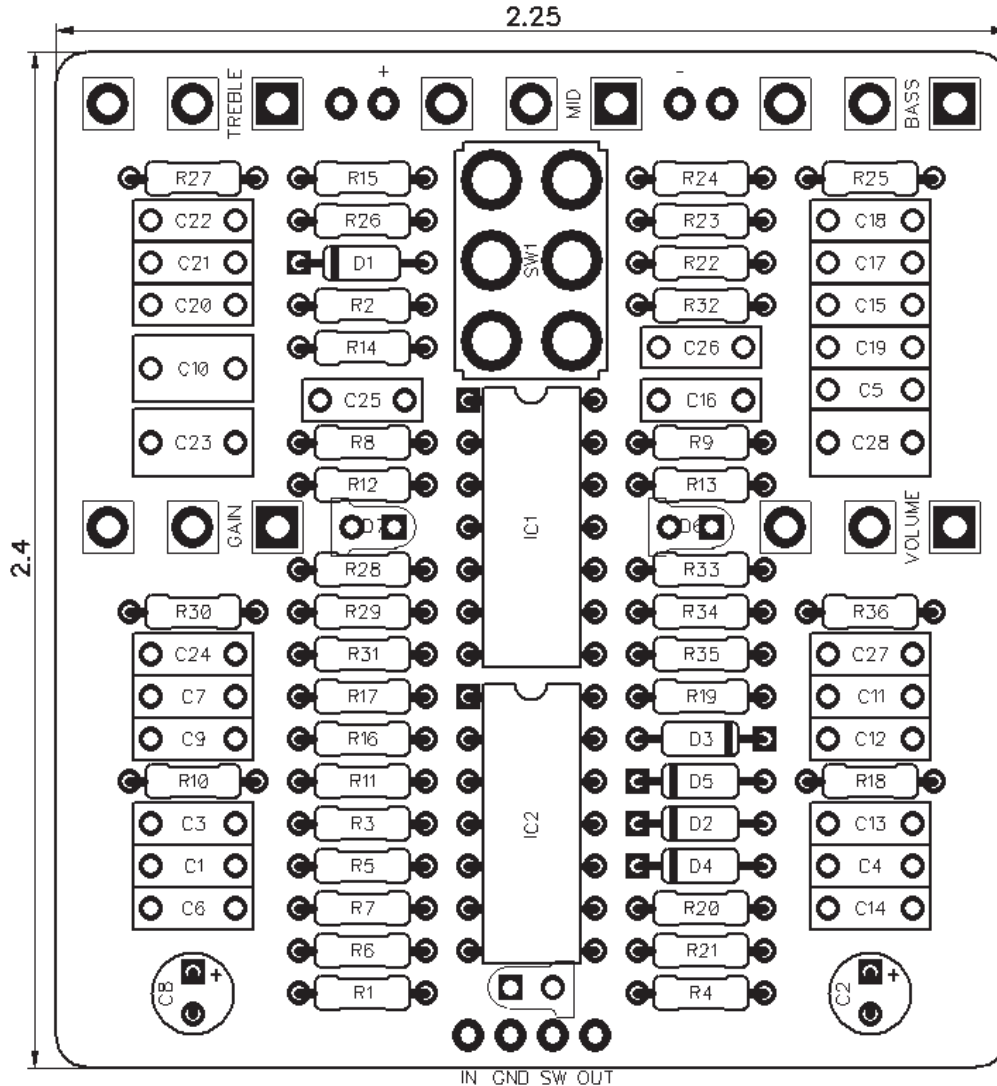 2.25
TREBLE
+
MID
-
BASS
R27 R15 R24 R25
C22 R26 R23 C18
C21 D1 SW1 R22 C17
C20 R2 R32 C15
C10 R14 C26 C19
C25 C16 C5
C23 R8 R9 C28
R12 R13
2.4
GAIN D7 IC1 D6 VOLUME
R28 R33
R30 R29 R34 R36
C24 R31 R35 C27
C7 R17 R19 C11
C9 R16 D3 C12
R10 R11 D5 R18
C3 R3 IC2 D2 C13
C1 R5 D4 C4
C6 R7 R20 C14
R6 R21
C8 + R1 R4 C2 +
IN GND SW OUT